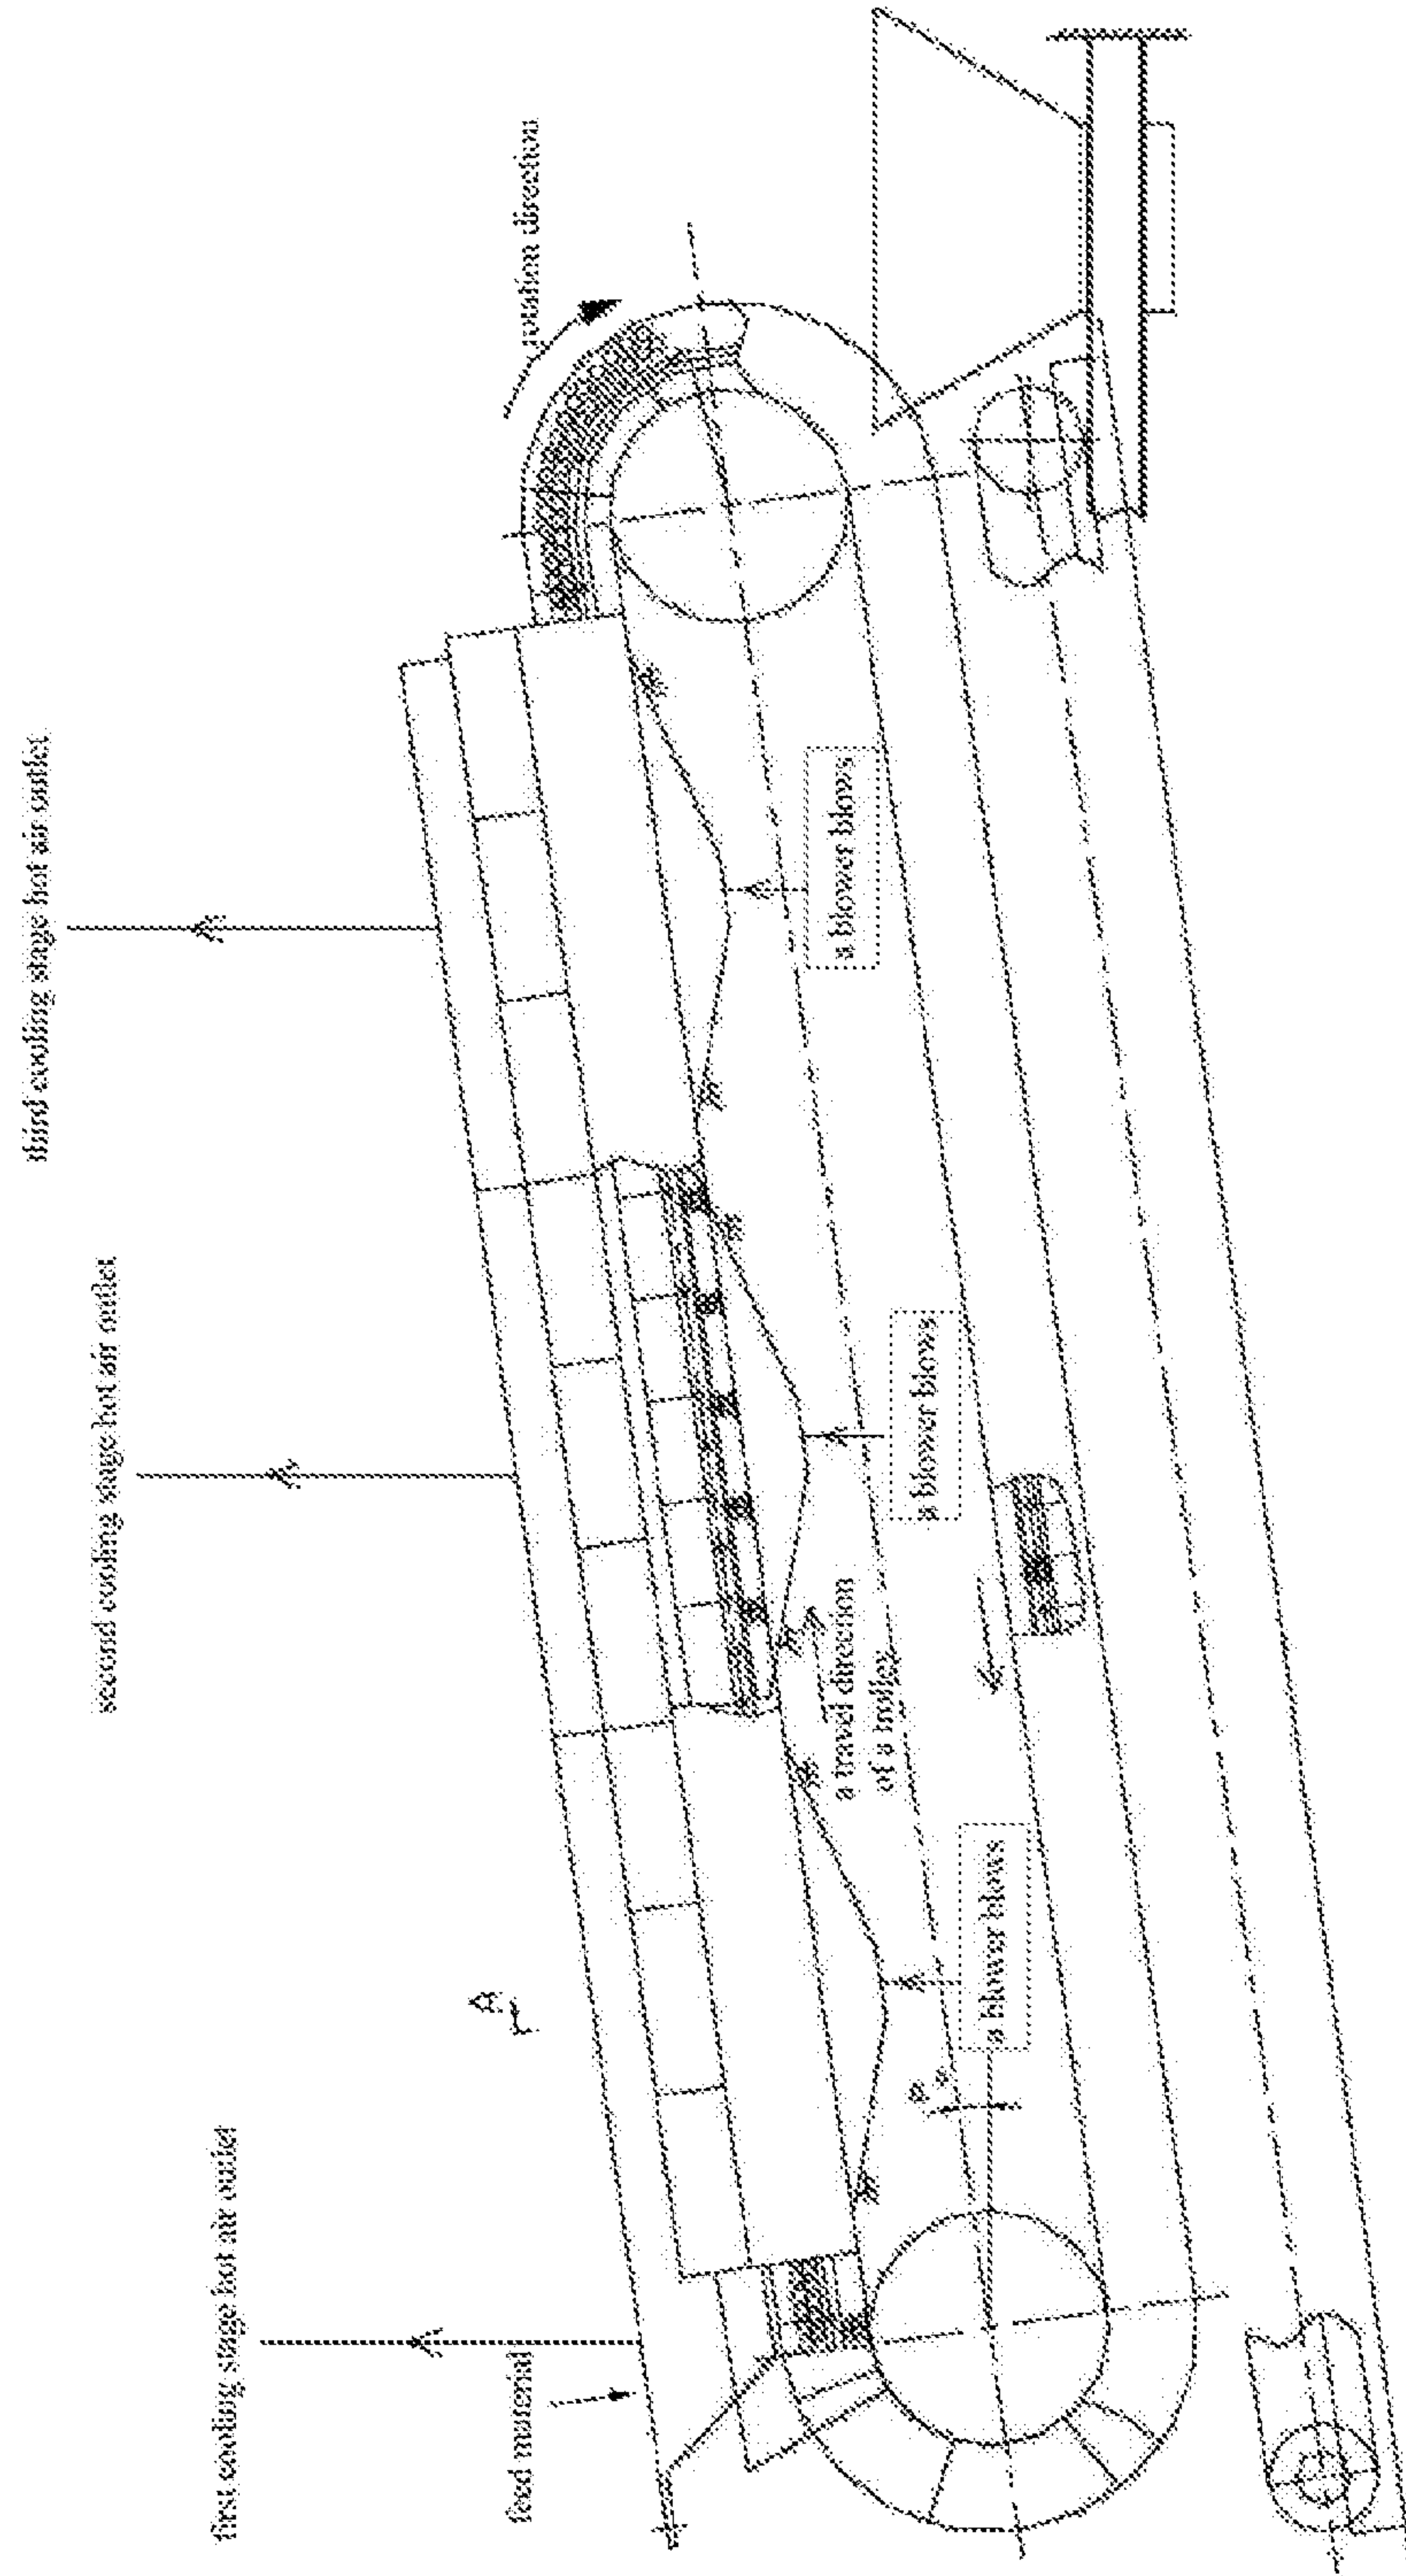 third cooling stage hot air outlet
second cooling stage hot air outlet
first cooling stage hot air outlet
feed material
A
rotation direction
a travel direction
of a trolley
a blower blows
a blower blows
a blower blows